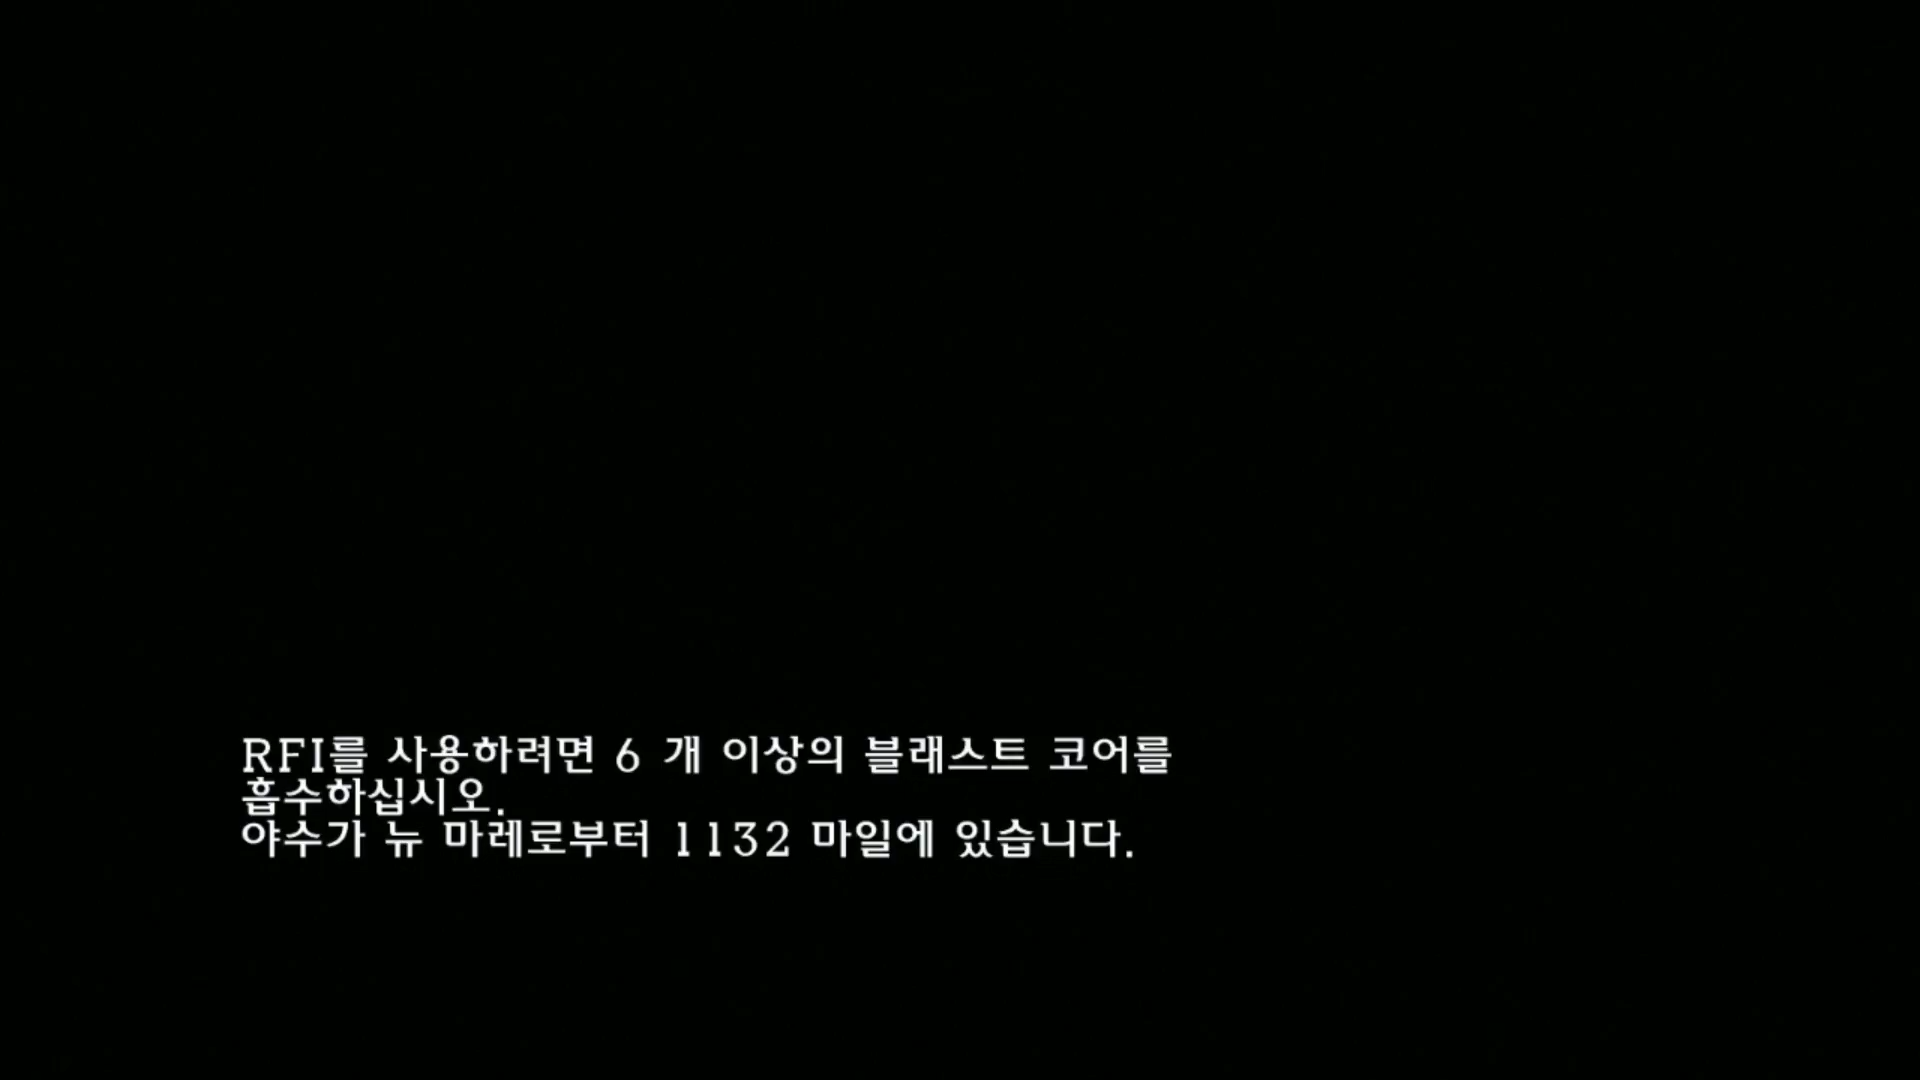 RFI를 사용하려면 6 개 이상의 블래스트 코어를
흡수하십시오.
야수가 뉴 마레로부터 1132 마일에 있습니다.